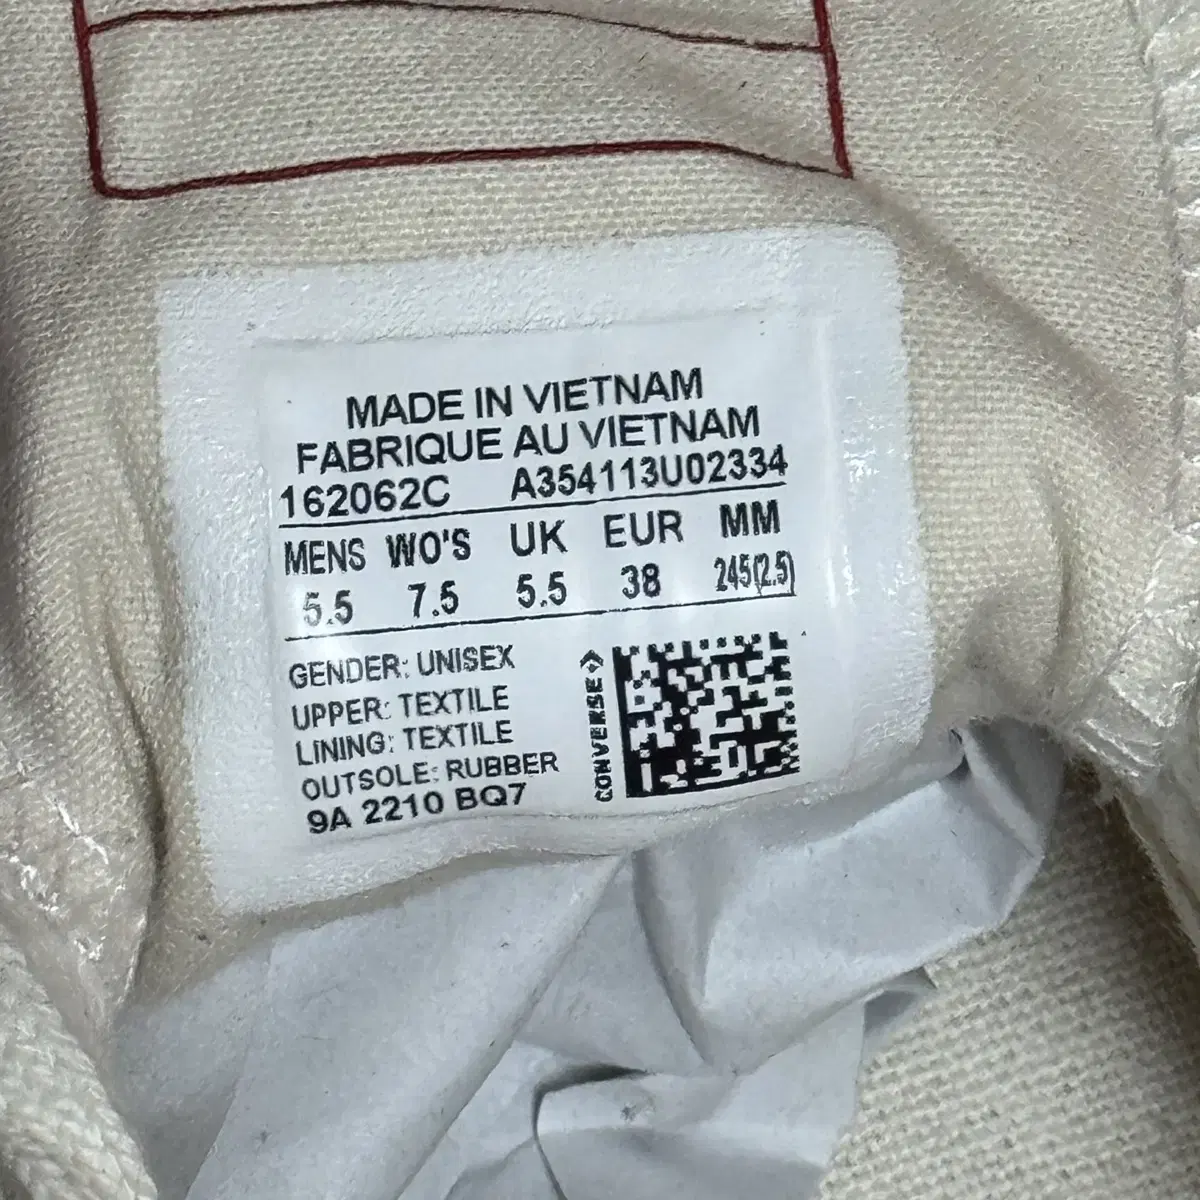 MADE IN VIETNAM
FABRIQUE AU VIETNAM
162062C A354113U02334
MENS WO'S UK EUR MM
5.5 7.5 5.5 38 245(2.5)
GENDER: UNISEX
UPPER: TEXTILE
LINING: TEXTILE
OUTSOLE: RUBBER
9A 2210 BQ7
CONVERSE